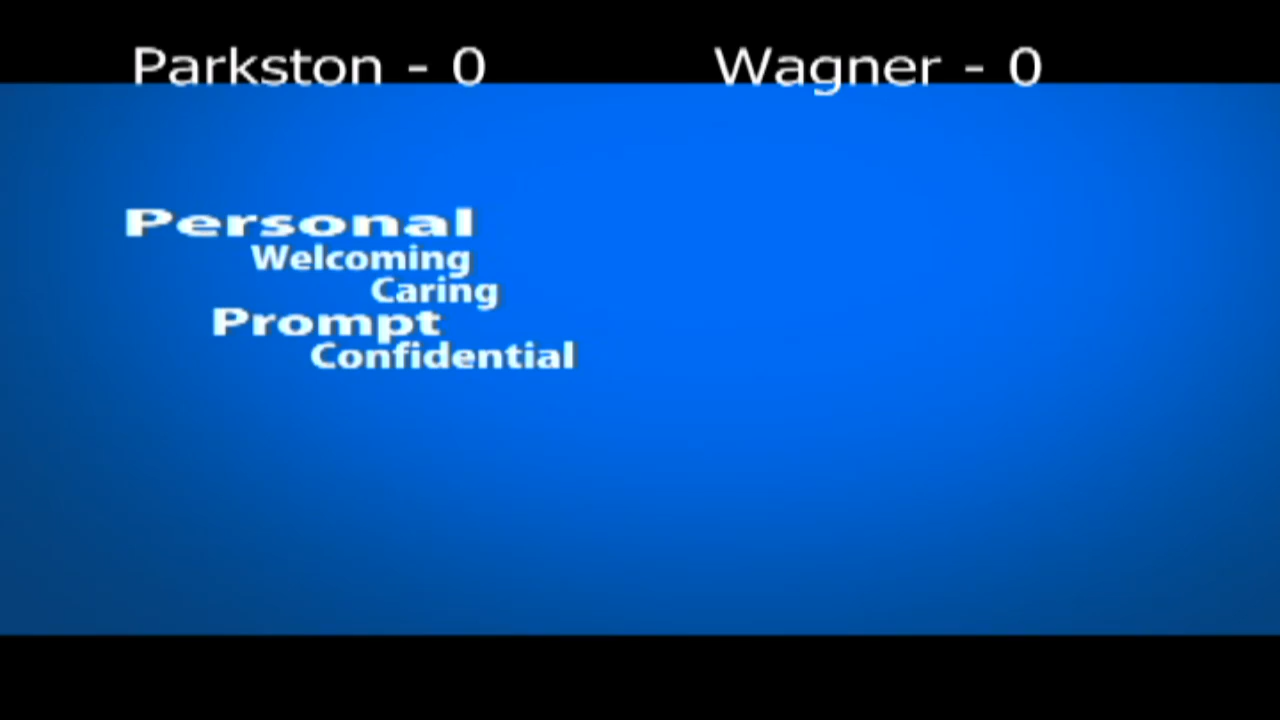 Parkston - 0 Wagner - 0
Personal
Welcoming
Caring
Prompt
Confidential